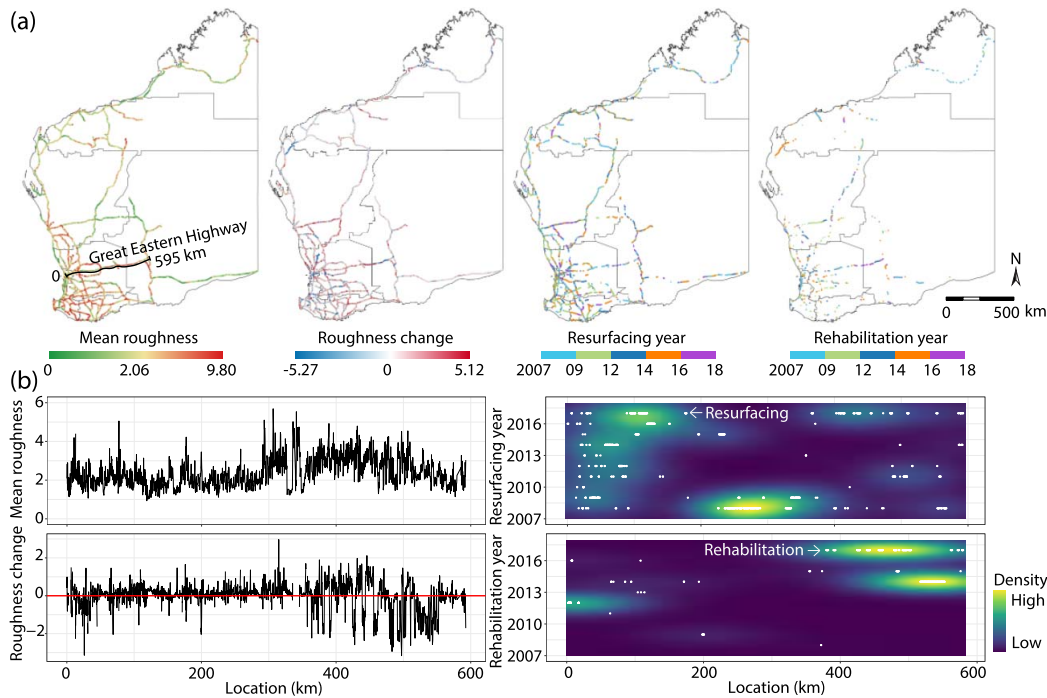 (a)
Great Eastern Highway
0
595 km
N
0 500 km
Mean roughness
0 2.06 9.80
Roughness change
-5.27 0 5.12
Resurfacing year
2007 09 12 14 16 18
Rehabilitation year
2007 09 12 14 16 18
(b)
Mean roughness
6
4
2
0
0 200 400 600
Resurfacing year
2016
2013
2010
2007
← Resurfacing
Roughness change
2
0
−2
0 200 400 600
Location (km)
Rehabilitation year
2016
2013
2010
2007
Rehabilitation →
0 200 400 600
Location (km)
Density
High
Low